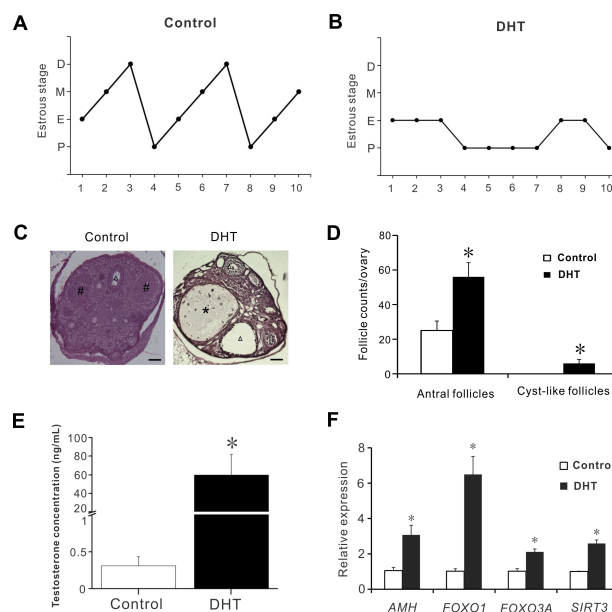 A
Control
Estrous stage
D
M
E
P
1 2 3 4 5 6 7 8 9 10
B
DHT
Estrous stage
D
M
E
P
1 2 3 4 5 6 7 8 9 10
C
Control
DHT
# #
*
D
Follicle counts/ovary
80
60
40
20
0
* *
Control
DHT
Antral follicles
Cyst-like follicles
E
Testosterone concentration (ng/mL)
100
80
60
40
20
1
0.5
0
*
Control
DHT
F
Relative expression
8
6
4
2
0
* * * *
Contro
DHT
AMH FOXO1 FOXO3A SIRT3